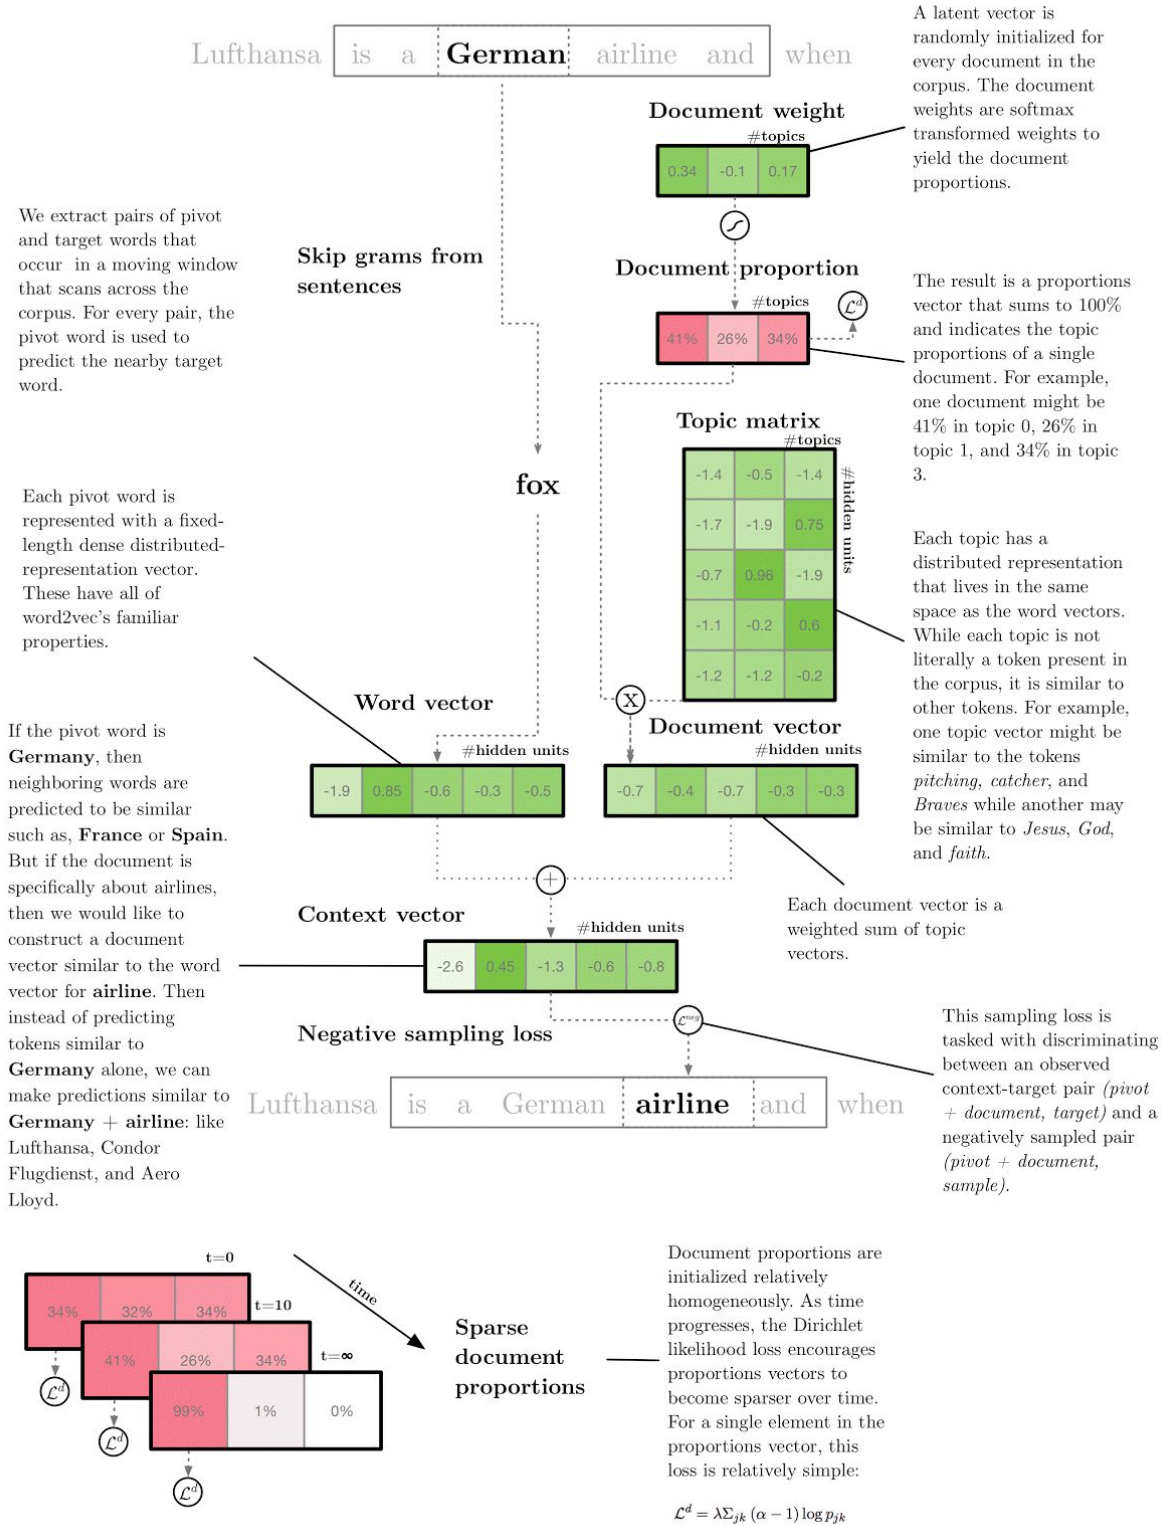 Lufthansa is a German airline and when
A latent vector is
randomly initialized for
every document in the
corpus. The document
weights are softmax
transformed weights to
yield the document
proportions.
Document weight
#topics
0.34 -0.1 0.17
We extract pairs of pivot
and target words that
occur in a moving window
that scans across the
corpus. For every pair, the
pivot word is used to
predict the nearby target
word.
Skip grams from
sentences
Document proportion
#topics
ℒᵈ
41% 26% 34%
The result is a proportions
vector that sums to 100%
and indicates the topic
proportions of a single
document. For example,
one document might be
41% in topic 0, 26% in
topic 1, and 34% in topic
3.
Topic matrix
#topics
#hidden units
-1.4 -0.5 -1.4
-1.7 -1.9 0.75
-0.7 0.96 -1.9
-1.1 -0.2 0.6
-1.2 -1.2 -0.2
fox
Each pivot word is
represented with a fixed-
length dense distributed-
representation vector.
These have all of
word2vec's familiar
properties.
Each topic has a
distributed representation
that lives in the same
space as the word vectors.
While each topic is not
literally a token present in
the corpus, it is similar to
other tokens. For example,
one topic vector might be
similar to the tokens
pitching, catcher, and
Braves while another may
be similar to Jesus, God,
and faith.
X
Word vector
#hidden units
-1.9 0.85 -0.6 -0.3 -0.5
Document vector
#hidden units
-0.7 -0.4 -0.7 -0.3 -0.3
If the pivot word is
Germany, then
neighboring words are
predicted to be similar
such as, France or Spain.
But if the document is
specifically about airlines,
then we would like to
construct a document
vector similar to the word
vector for airline. Then
instead of predicting
tokens similar to
Germany alone, we can
make predictions similar to
Germany + airline: like
Lufthansa, Condor
Flugdienst, and Aero
Lloyd.
+
Each document vector is a
weighted sum of topic
vectors.
Context vector
#hidden units
-2.6 0.45 -1.3 -0.6 -0.8
Negative sampling loss
ℒⁿᵉᵍ
This sampling loss is
tasked with discriminating
between an observed
context-target pair (pivot
+ document, target) and a
negatively sampled pair
(pivot + document,
sample).
Lufthansa is a German airline and when
t=0
34% 32% 34%
t=10
41% 26% 34%
t=∞
99% 1% 0%
ℒᵈ
ℒᵈ
ℒᵈ
time
Sparse
document
proportions
Document proportions are
initialized relatively
homogeneously. As time
progresses, the Dirichlet
likelihood loss encourages
proportions vectors to
become sparser over time.
For a single element in the
proportions vector, this
loss is relatively simple:
ℒᵈ = λΣⱼₖ (α − 1) log pⱼₖ